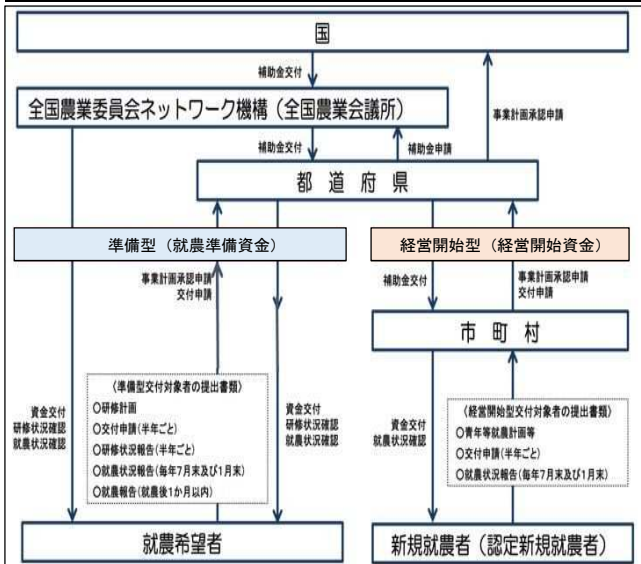 国
補助金交付
全国農業委員会ネットワーク機構（全国農業会議所）
事業計画承認申請
補助金交付
補助金申請
都 道 府 県
準備型（就農準備資金）
経営開始型（経営開始資金）
事業計画承認申請
交付申請
補助金交付
事業計画承認申請
交付申請
市 町 村
資金交付
研修状況確認
就農状況確認
〈準備型交付対象者の提出書類〉
○研修計画
○交付申請（半年ごと）
○研修状況報告（半年ごと）
○就農状況報告（毎年7月末及び1月末）
○就農報告（就農後1か月以内）
資金交付
研修状況確認
就農状況確認
資金交付
就農状況確認
〈経営開始型交付対象者の提出書類〉
○青年等就農計画等
○交付申請（半年ごと）
○就農状況報告（毎年7月末及び1月末）
就農希望者
新規就農者（認定新規就農者）